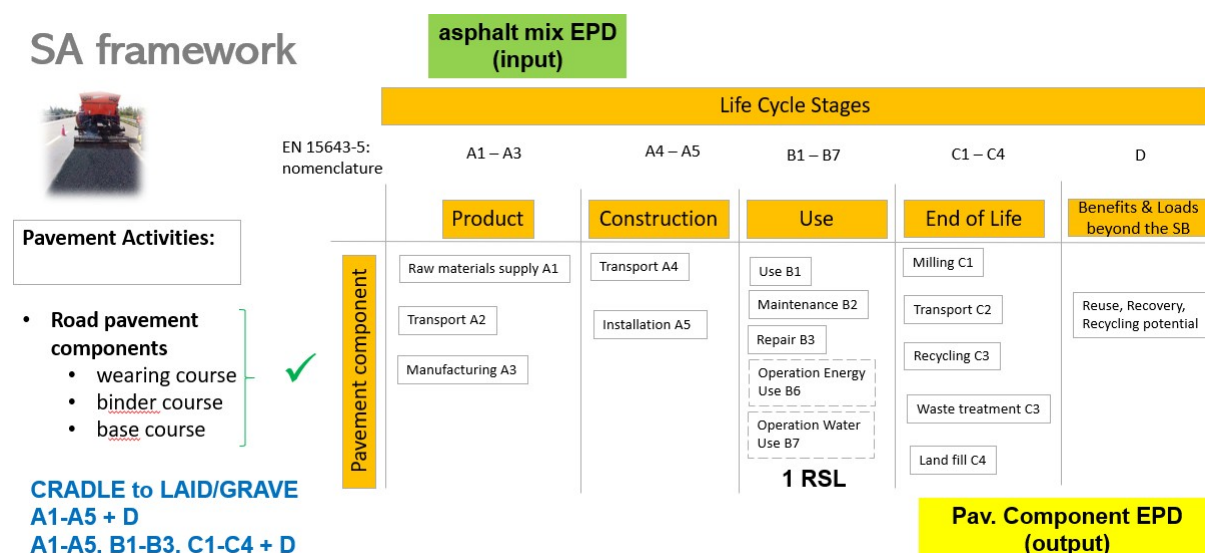 SA framework
asphalt mix EPD
(input)
Life Cycle Stages
EN 15643-5:
nomenclature
A1 – A3
A4 – A5
B1 – B7
C1 – C4
D
Product
Construction
Use
End of Life
Benefits & Loads
beyond the SB
Pavement Activities:
• Road pavement
components
• wearing course
• binder course
• base course
✓
Pavement component
Raw materials supply A1
Transport A2
Manufacturing A3
Transport A4
Installation A5
Use B1
Maintenance B2
Repair B3
Operation Energy
Use B6
Operation Water
Use B7
1 RSL
Milling C1
Transport C2
Recycling C3
Waste treatment C3
Land fill C4
Reuse, Recovery,
Recycling potential
CRADLE to LAID/GRAVE
A1-A5 + D
A1-A5, B1-B3, C1-C4 + D
Pav. Component EPD
(output)